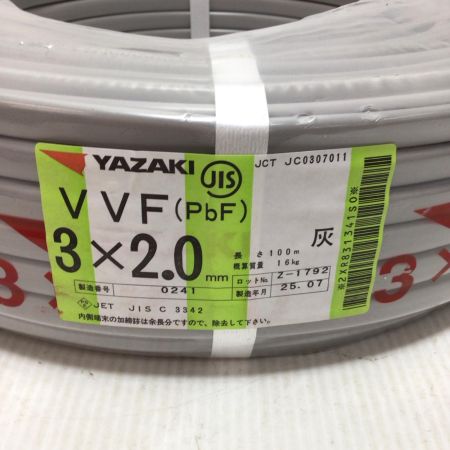 YAZAKI JIS JCT JC0307011
VVF(PbF)
3×2.0mm 灰
長さ 100m
概算質量 16kg
製造番号 0241 ロットNo. Z-1792
製造年月 25.07
JET JIS C 3342
内側端末の加締鉢は余長分ですので、除去して下さい。
※2X9831341S0※
3×